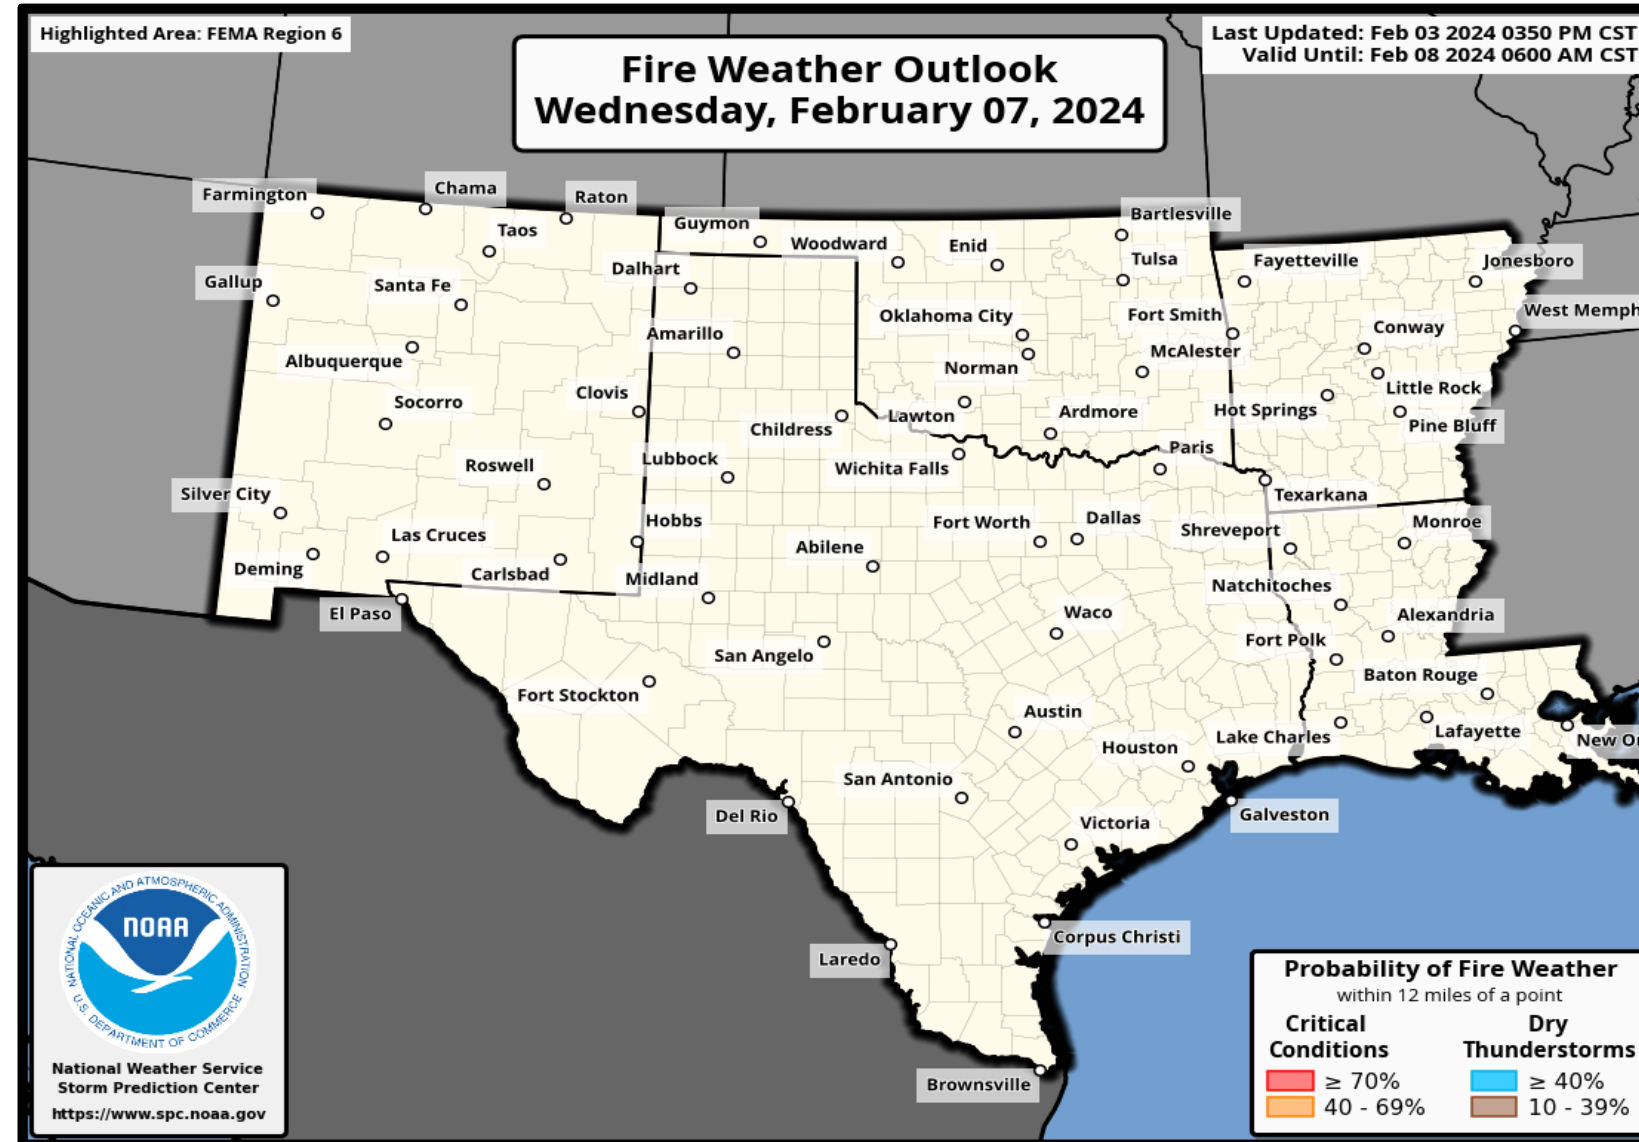 Highlighted Area: FEMA Region 6
Last Updated: Feb 03 2024 0350 PM CST
Valid Until: Feb 08 2024 0600 AM CST
Fire Weather Outlook
Wednesday, February 07, 2024
Farmington
Chama
Raton
Taos
Guymon
Woodward
Enid
Bartlesville
Tulsa
Fayetteville
Jonesboro
Gallup
Santa Fe
Dalhart
Oklahoma City
Fort Smith
West Memph
Albuquerque
Amarillo
Norman
McAlester
Conway
Socorro
Clovis
Childress
Lawton
Ardmore
Hot Springs
Little Rock
Pine Bluff
Roswell
Lubbock
Wichita Falls
Paris
Texarkana
Silver City
Las Cruces
Hobbs
Abilene
Fort Worth
Dallas
Shreveport
Monroe
Deming
Carlsbad
Midland
Natchitoches
El Paso
Waco
Alexandria
San Angelo
Fort Polk
Fort Stockton
Baton Rouge
Austin
Houston
Lake Charles
Lafayette
New Or
San Antonio
Del Rio
Victoria
Galveston
Corpus Christi
Laredo
Brownsville
NATIONAL OCEANIC AND ATMOSPHERIC ADMINISTRATION
NOAA
U.S. DEPARTMENT OF COMMERCE
National Weather Service
Storm Prediction Center
https://www.spc.noaa.gov
Probability of Fire Weather
within 12 miles of a point
Critical Conditions
≥ 70%
40 - 69%
Dry Thunderstorms
≥ 40%
10 - 39%